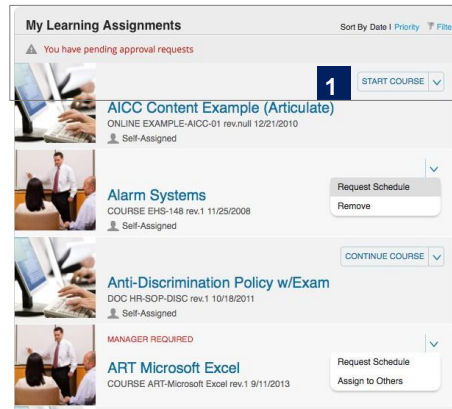 My Learning Assignments
Sort By Date I Priority Filte
You have pending approval requests
1
START COURSE
AICC Content Example (Articulate)
ONLINE EXAMPLE-AICC-01 rev.null 12/21/2010
Self-Assigned
Alarm Systems
COURSE EHS-148 rev.1 11/25/2008
Self-Assigned
Request Schedule
Remove
CONTINUE COURSE
Anti-Discrimination Policy w/Exam
DOC HR-SOP-DISC rev.1 10/18/2011
Self-Assigned
MANAGER REQUIRED
ART Microsoft Excel
COURSE ART-Microsoft Excel rev.1 9/11/2013
Request Schedule
Assign to Others